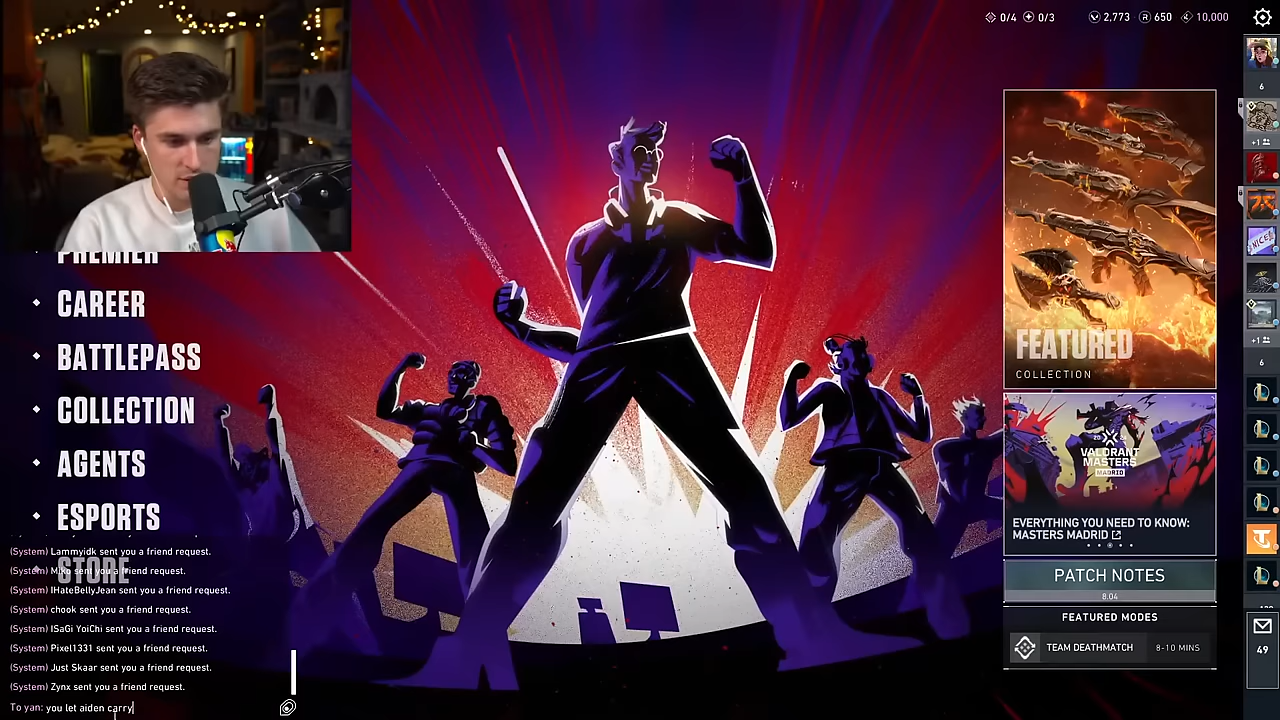 0/4 0/3 2,773 650 10,000
PREMIER
CAREER
BATTLEPASS
COLLECTION
AGENTS
ESPORTS
STORE
(System) Lammyidk sent you a friend request.
(System) Miko sent you a friend request.
(System) IHateBellyJean sent you a friend request.
(System) chook sent you a friend request.
(System) ISaGi YoiChi sent you a friend request.
(System) Pixel1331 sent you a friend request.
(System) Just Skaar sent you a friend request.
(System) Zynx sent you a friend request.
To yan: you let aiden carry
FEATURED
COLLECTION
VALORANT
MASTERS
MADRID
EVERYTHING YOU NEED TO KNOW:
MASTERS MADRID
PATCH NOTES
8.04
FEATURED MODES
TEAM DEATHMATCH 8-10 MINS
6
+1
NICE!
+1
6
49